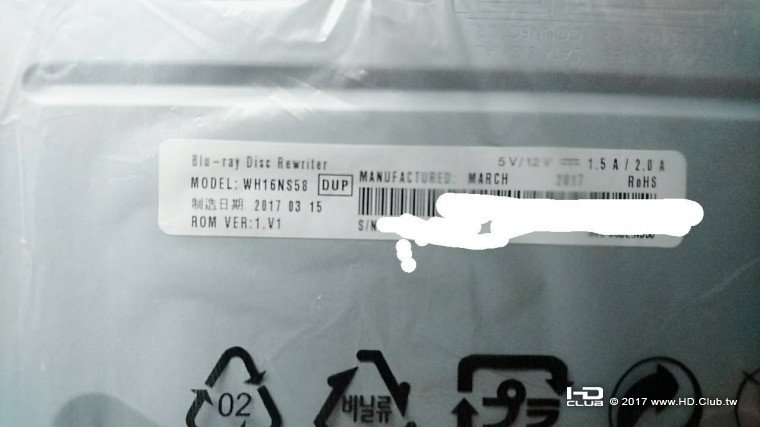 Blu-ray Disc Rewriter
5V/12V ⎓ 1.5 A / 2.0 A
MODEL: WH16NS58 DUP
MANUFACTURED: MARCH 2017 RoHS
制造日期 2017 03 15
ROM VER:1.V1
S/N
02
비닐류
プラ
HD CLUB © 2017 www.HD.Club.tw